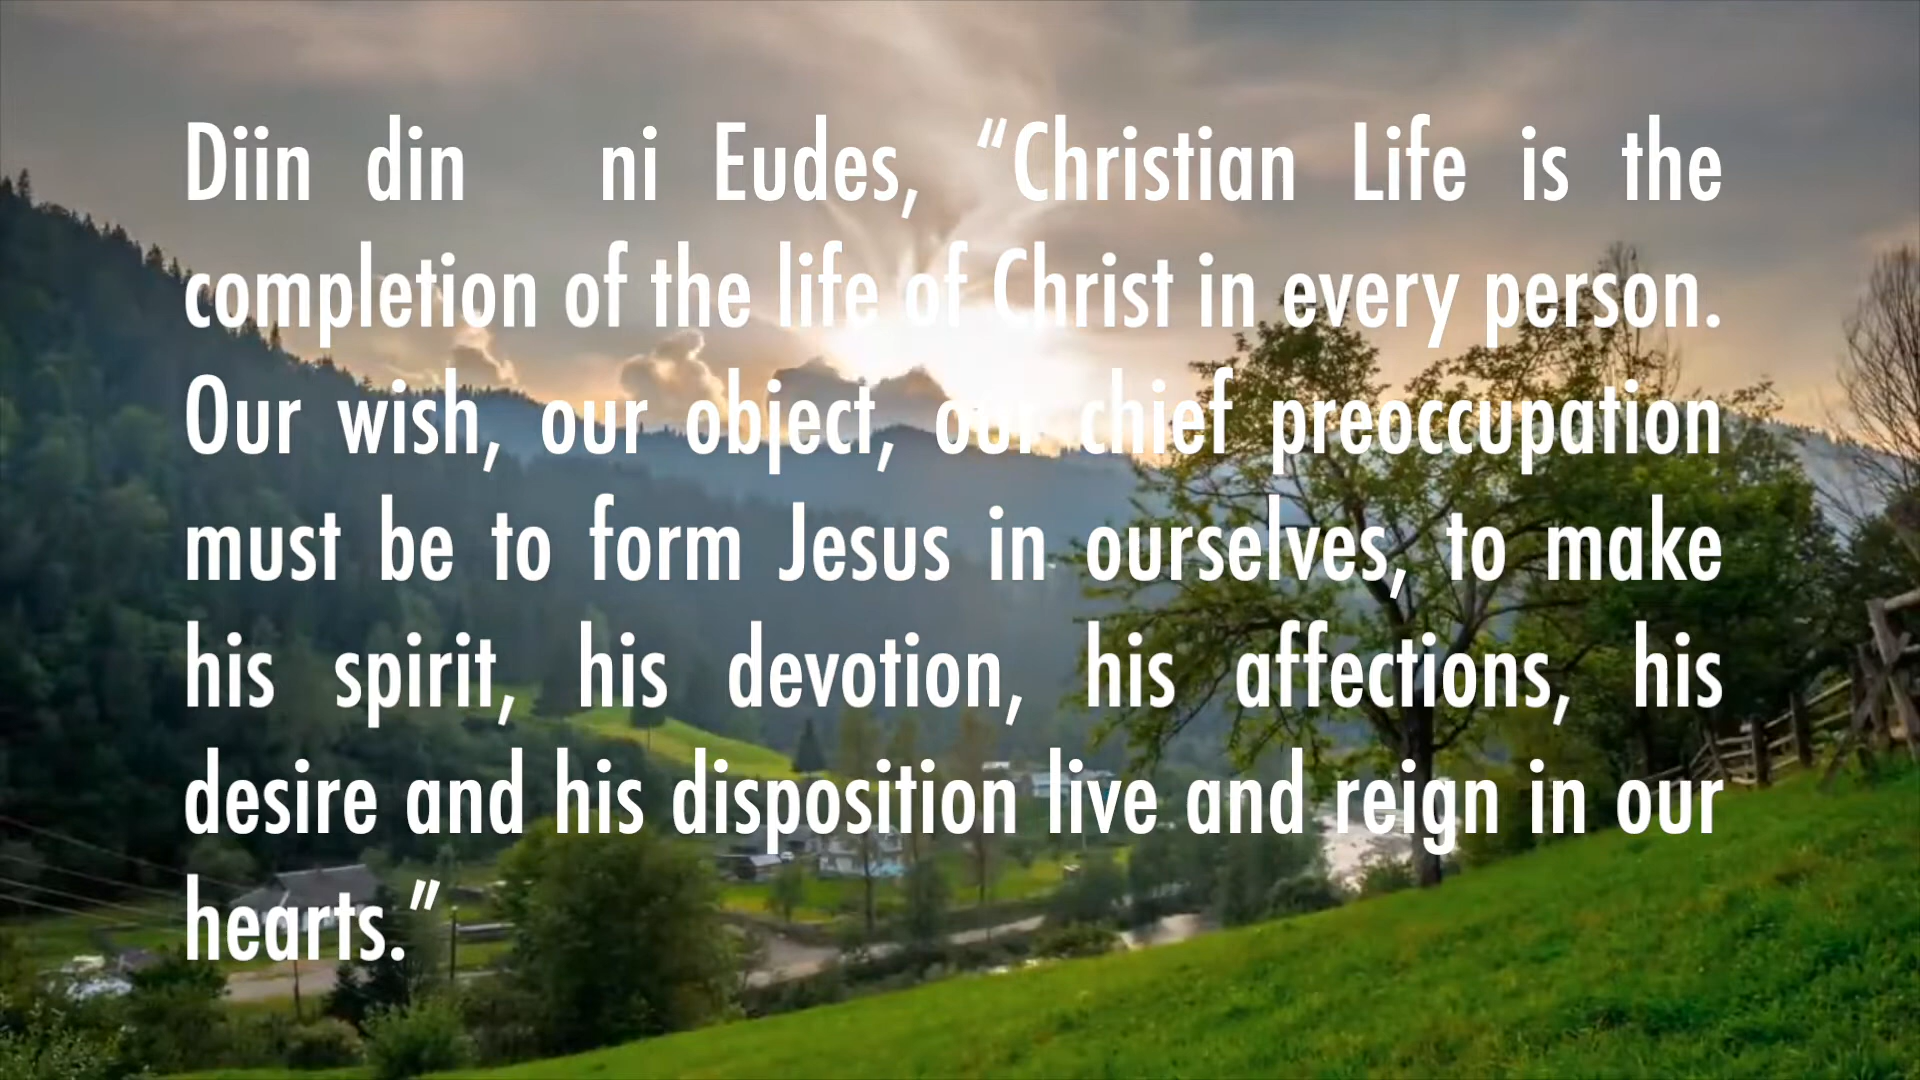 Diin din ni Eudes, “Christian Life is the
completion of the life of Christ in every person.
Our wish, our object, our chief preoccupation
must be to form Jesus in ourselves, to make
his spirit, his devotion, his affections, his
desire and his disposition live and reign in our
hearts.”